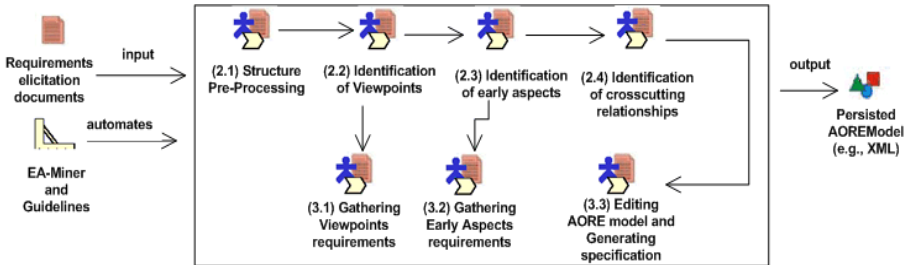 Requirements
elicitation
documents
input
EA-Miner
and
Guidelines
automates
(2.1) Structure
Pre-Processing
(2.2) Identification
of Viewpoints
(2.3) Identification
of early aspects
(2.4) Identification
of crosscutting
relationships
(3.1) Gathering
Viewpoints
requirements
(3.2) Gathering
Early Aspects
requirements
(3.3) Editing
AORE model and
Generating
specification
output
Persisted
AOREModel
(e.g., XML)